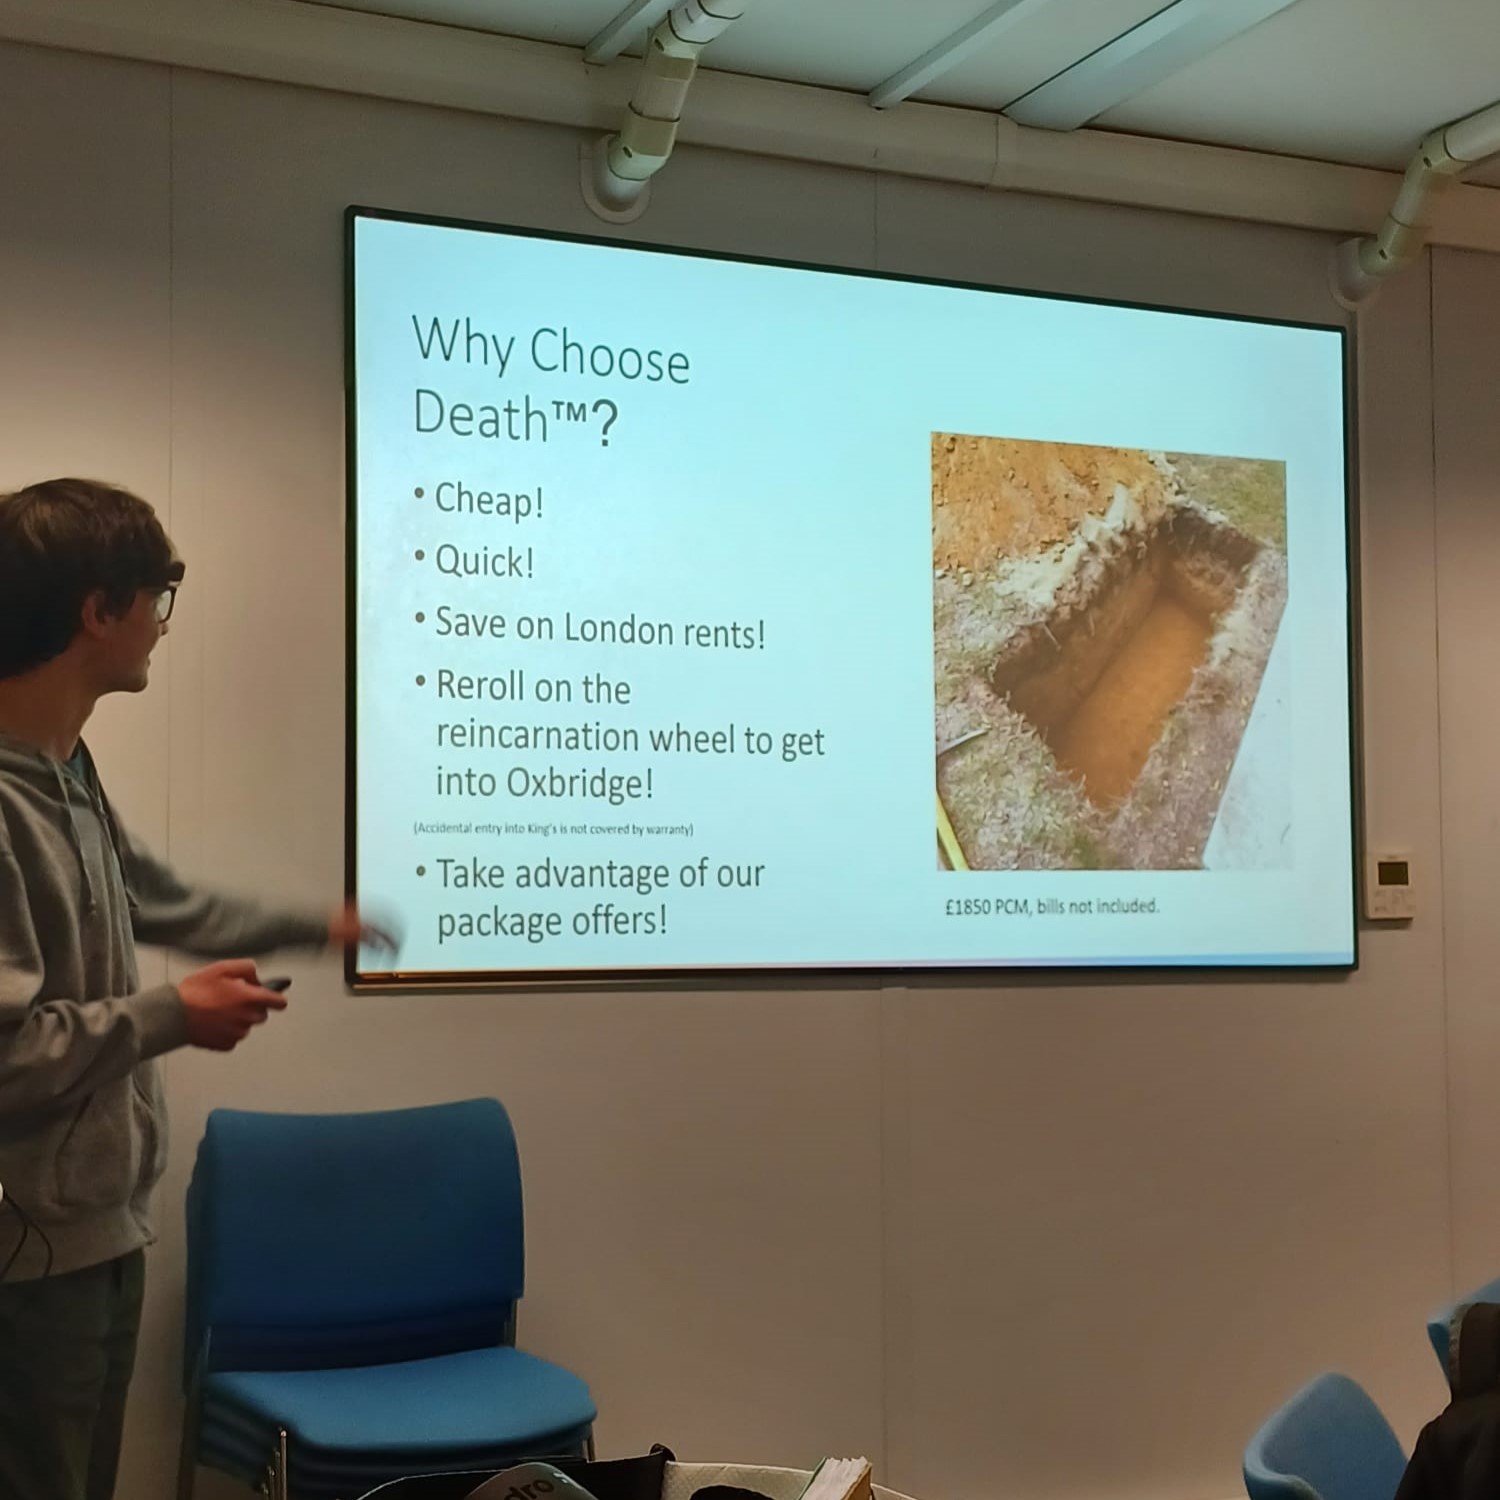 Why Choose
Death™?
• Cheap!
• Quick!
• Save on London rents!
• Reroll on the
reincarnation wheel to get
into Oxbridge!
(Accidental entry into King's is not covered by warranty)
• Take advantage of our
package offers!
£1850 PCM, bills not included.
dro